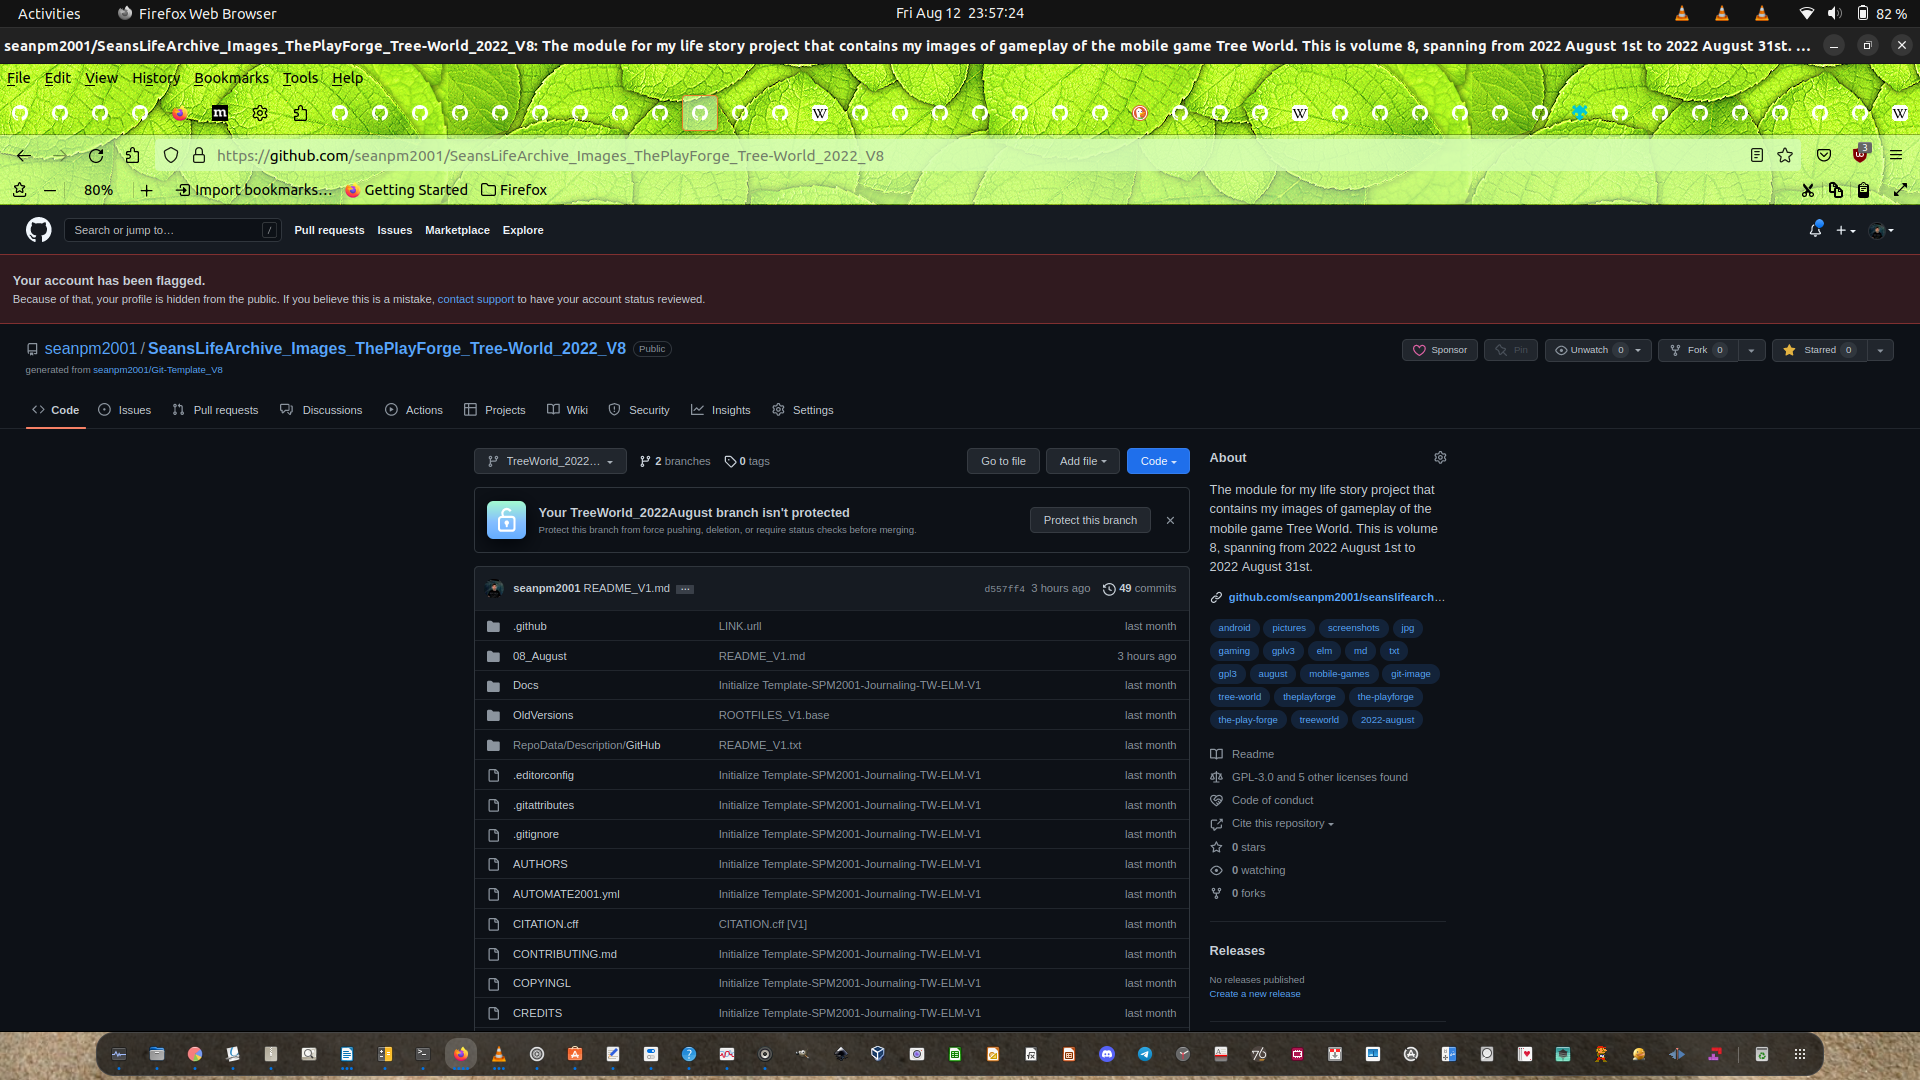 Activities
Firefox Web Browser
Fri Aug 12 23:57:24
82 %
seanpm2001/SeansLifeArchive_Images_ThePlayForge_Tree-World_2022_V8: The module for my life story project that contains my images of gameplay of the mobile game Tree World. This is volume 8, spanning from 2022 August 1st to 2022 August 31st. …
File Edit View History Bookmarks Tools Help
https://github.com/seanpm2001/SeansLifeArchive_Images_ThePlayForge_Tree-World_2022_V8
3
80%
Import bookmarks…
Getting Started
Firefox
Search or jump to…
/
Pull requests
Issues
Marketplace
Explore
Your account has been flagged.
Because of that, your profile is hidden from the public. If you believe this is a mistake, contact support to have your account status reviewed.
seanpm2001 / SeansLifeArchive_Images_ThePlayForge_Tree-World_2022_V8
Public
generated from seanpm2001/Git-Template_V8
Sponsor
Pin
Unwatch 0
Fork 0
Starred 0
Code
Issues
Pull requests
Discussions
Actions
Projects
Wiki
Security
Insights
Settings
TreeWorld_2022…
2 branches
0 tags
Go to file
Add file
Code
Your TreeWorld_2022August branch isn't protected
Protect this branch from force pushing, deletion, or require status checks before merging.
Protect this branch
seanpm2001 README_V1.md …
d557ff4 3 hours ago
49 commits
.github LINK.urll last month
08_August README_V1.md 3 hours ago
Docs Initialize Template-SPM2001-Journaling-TW-ELM-V1 last month
OldVersions ROOTFILES_V1.base last month
RepoData/Description/GitHub README_V1.txt last month
.editorconfig Initialize Template-SPM2001-Journaling-TW-ELM-V1 last month
.gitattributes Initialize Template-SPM2001-Journaling-TW-ELM-V1 last month
.gitignore Initialize Template-SPM2001-Journaling-TW-ELM-V1 last month
AUTHORS Initialize Template-SPM2001-Journaling-TW-ELM-V1 last month
AUTOMATE2001.yml Initialize Template-SPM2001-Journaling-TW-ELM-V1 last month
CITATION.cff CITATION.cff [V1] last month
CONTRIBUTING.md Initialize Template-SPM2001-Journaling-TW-ELM-V1 last month
COPYINGL Initialize Template-SPM2001-Journaling-TW-ELM-V1 last month
CREDITS Initialize Template-SPM2001-Journaling-TW-ELM-V1 last month
About
The module for my life story project that
contains my images of gameplay of the
mobile game Tree World. This is volume
8, spanning from 2022 August 1st to
2022 August 31st.
github.com/seanpm2001/seanslifearch…
android pictures screenshots jpg
gaming gplv3 elm md txt
gpl3 august mobile-games git-image
tree-world theplayforge the-playforge
the-play-forge treeworld 2022-august
Readme
GPL-3.0 and 5 other licenses found
Code of conduct
Cite this repository
0 stars
0 watching
0 forks
Releases
No releases published
Create a new release